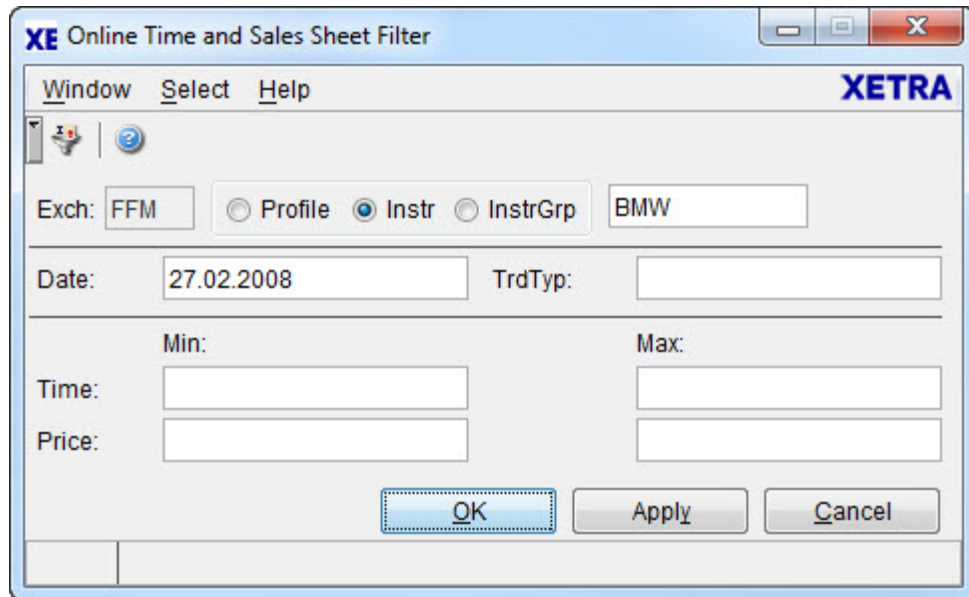 XE Online Time and Sales Sheet Filter
Window Select Help XETRA
Exch: FFM Profile Instr InstrGrp BMW
Date: 27.02.2008 TrdTyp:
Min: Max:
Time:
Price:
OK Apply Cancel